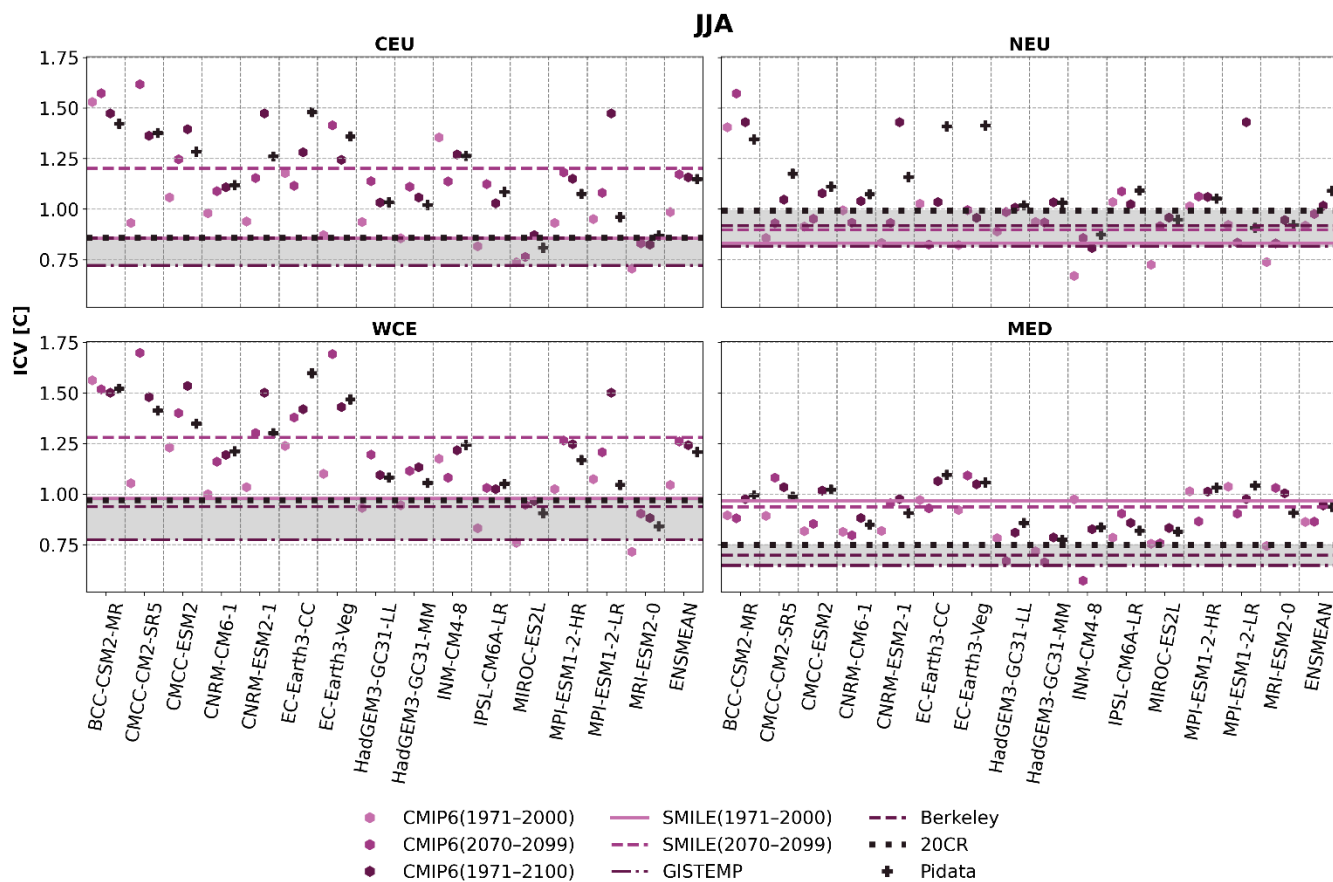 JJA
CEU
NEU
1.75
1.50
1.25
1.00
0.75
WCE
MED
1.75
1.50
1.25
1.00
0.75
ICV [C]
BCC-CSM2-MR
CMCC-CM2-SR5
CMCC-ESM2
CNRM-CM6-1
CNRM-ESM2-1
EC-Earth3-CC
EC-Earth3-Veg
HadGEM3-GC31-LL
HadGEM3-GC31-MM
INM-CM4-8
IPSL-CM6A-LR
MIROC-ES2L
MPI-ESM1-2-HR
MPI-ESM1-2-LR
MRI-ESM2-0
ENSMEAN
BCC-CSM2-MR
CMCC-CM2-SR5
CMCC-ESM2
CNRM-CM6-1
CNRM-ESM2-1
EC-Earth3-CC
EC-Earth3-Veg
HadGEM3-GC31-LL
HadGEM3-GC31-MM
INM-CM4-8
IPSL-CM6A-LR
MIROC-ES2L
MPI-ESM1-2-HR
MPI-ESM1-2-LR
MRI-ESM2-0
ENSMEAN
CMIP6(1971–2000)
CMIP6(2070–2099)
CMIP6(1971–2100)
SMILE(1971–2000)
SMILE(2070–2099)
GISTEMP
Berkeley
20CR
Pidata